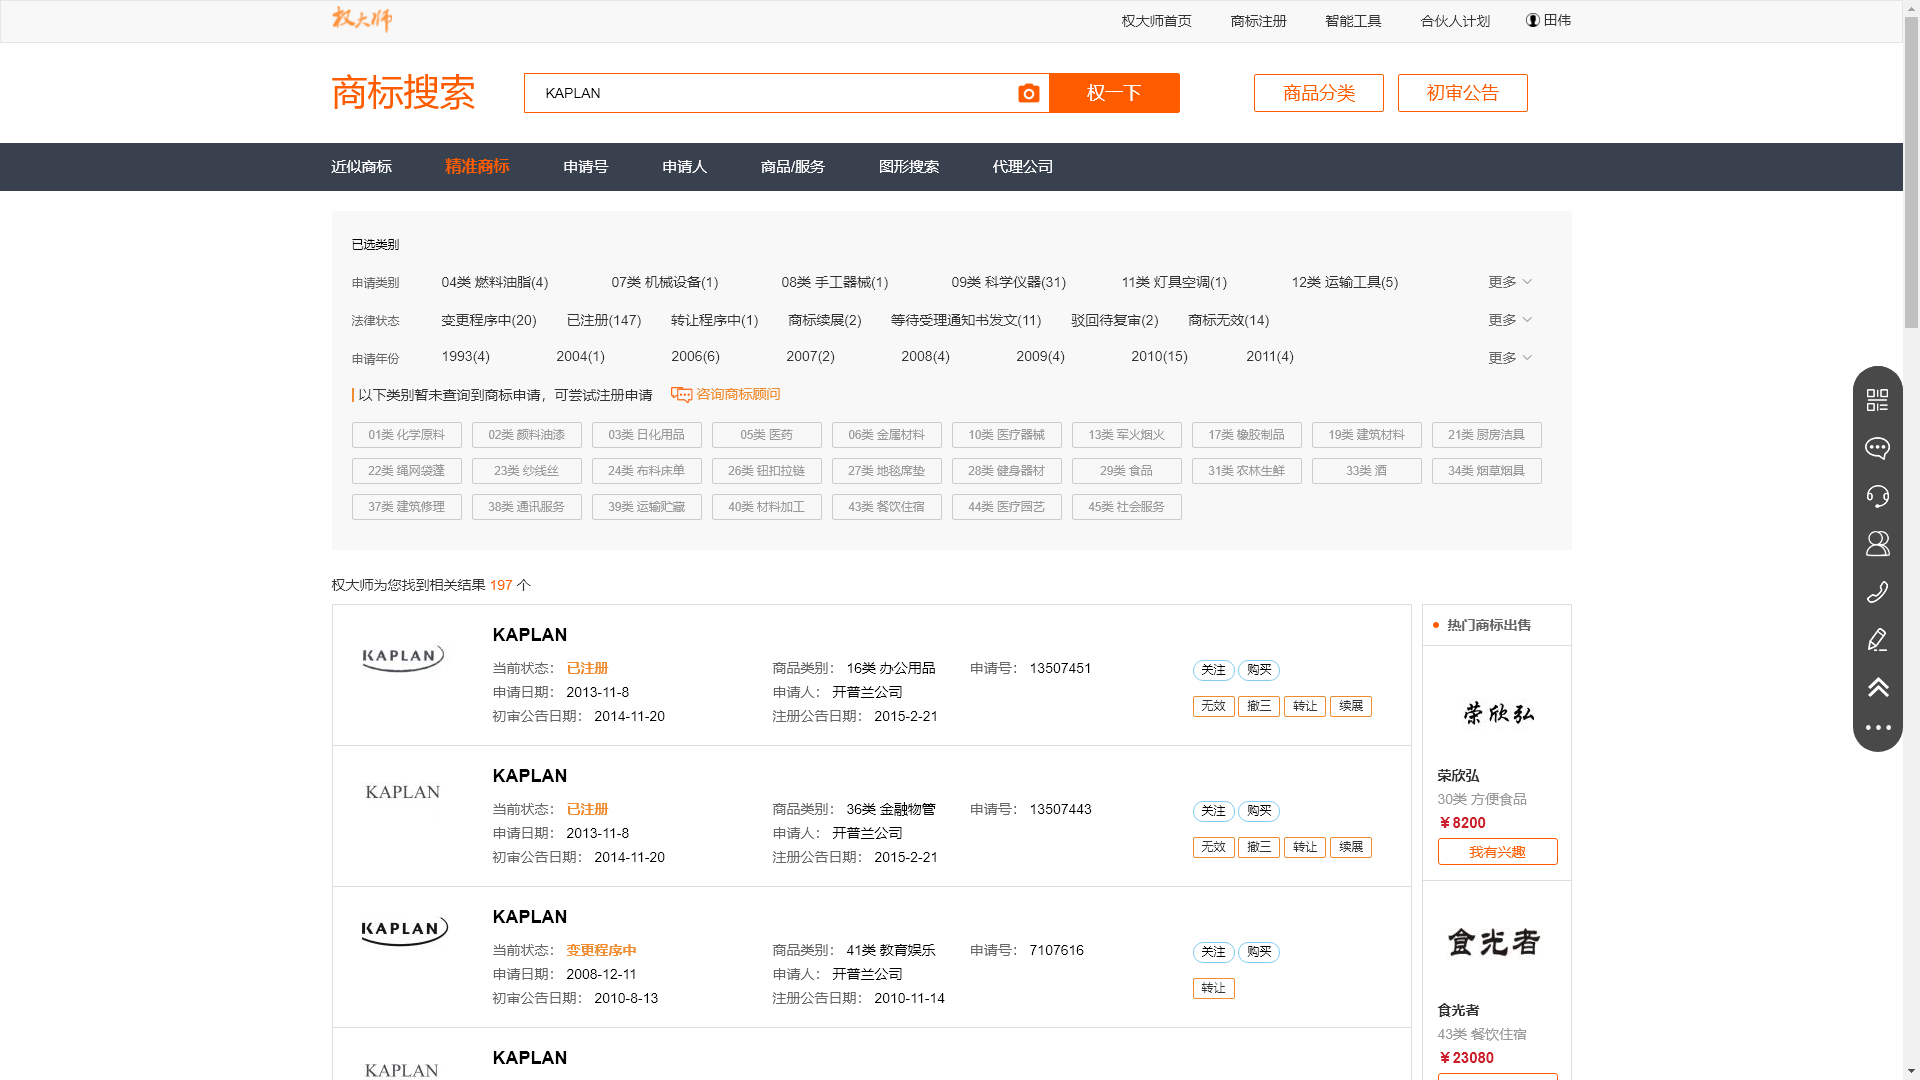 权大师
权大师首页 商标注册 智能工具 合伙人计划 田伟
商标搜索 KAPLAN 权一下 商品分类 初审公告
近似商标 精准商标 申请号 申请人 商品/服务 图形搜索 代理公司
已选类别
申请类别 04类 燃料油脂(4) 07类 机械设备(1) 08类 手工器械(1) 09类 科学仪器(31) 11类 灯具空调(1) 12类 运输工具(5) 更多
法律状态 变更程序中(20) 已注册(147) 转让程序中(1) 商标续展(2) 等待受理通知书发文(11) 驳回待复审(2) 商标无效(14) 更多
申请年份 1993(4) 2004(1) 2006(6) 2007(2) 2008(4) 2009(4) 2010(15) 2011(4) 更多
以下类别暂未查询到商标申请，可尝试注册申请 咨询商标顾问
01类 化学原料 02类 颜料油漆 03类 日化用品 05类 医药 06类 金属材料 10类 医疗器械 13类 军火烟火 17类 橡胶制品 19类 建筑材料 21类 厨房洁具
22类 绳网袋蓬 23类 纱线丝 24类 布料床单 26类 钮扣拉链 27类 地毯席垫 28类 健身器材 29类 食品 31类 农林生鲜 33类 酒 34类 烟草烟具
37类 建筑修理 38类 通讯服务 39类 运输贮藏 40类 材料加工 43类 餐饮住宿 44类 医疗园艺 45类 社会服务
权大师为您找到相关结果 197 个
KAPLAN
KAPLAN
当前状态： 已注册 商品类别： 16类 办公用品 申请号： 13507451 关注 购买
申请日期： 2013-11-8 申请人： 开普兰公司
初审公告日期： 2014-11-20 注册公告日期： 2015-2-21 无效 撤三 转让 续展
KAPLAN
KAPLAN
当前状态： 已注册 商品类别： 36类 金融物管 申请号： 13507443 关注 购买
申请日期： 2013-11-8 申请人： 开普兰公司
初审公告日期： 2014-11-20 注册公告日期： 2015-2-21 无效 撤三 转让 续展
KAPLAN
KAPLAN
当前状态： 变更程序中 商品类别： 41类 教育娱乐 申请号： 7107616 关注 购买
申请日期： 2008-12-11 申请人： 开普兰公司
初审公告日期： 2010-8-13 注册公告日期： 2010-11-14 转让
KAPLAN
KAPLAN
热门商标出售
荣欣弘
荣欣弘
30类 方便食品
￥8200
我有兴趣
食光者
食光者
43类 餐饮住宿
￥23080